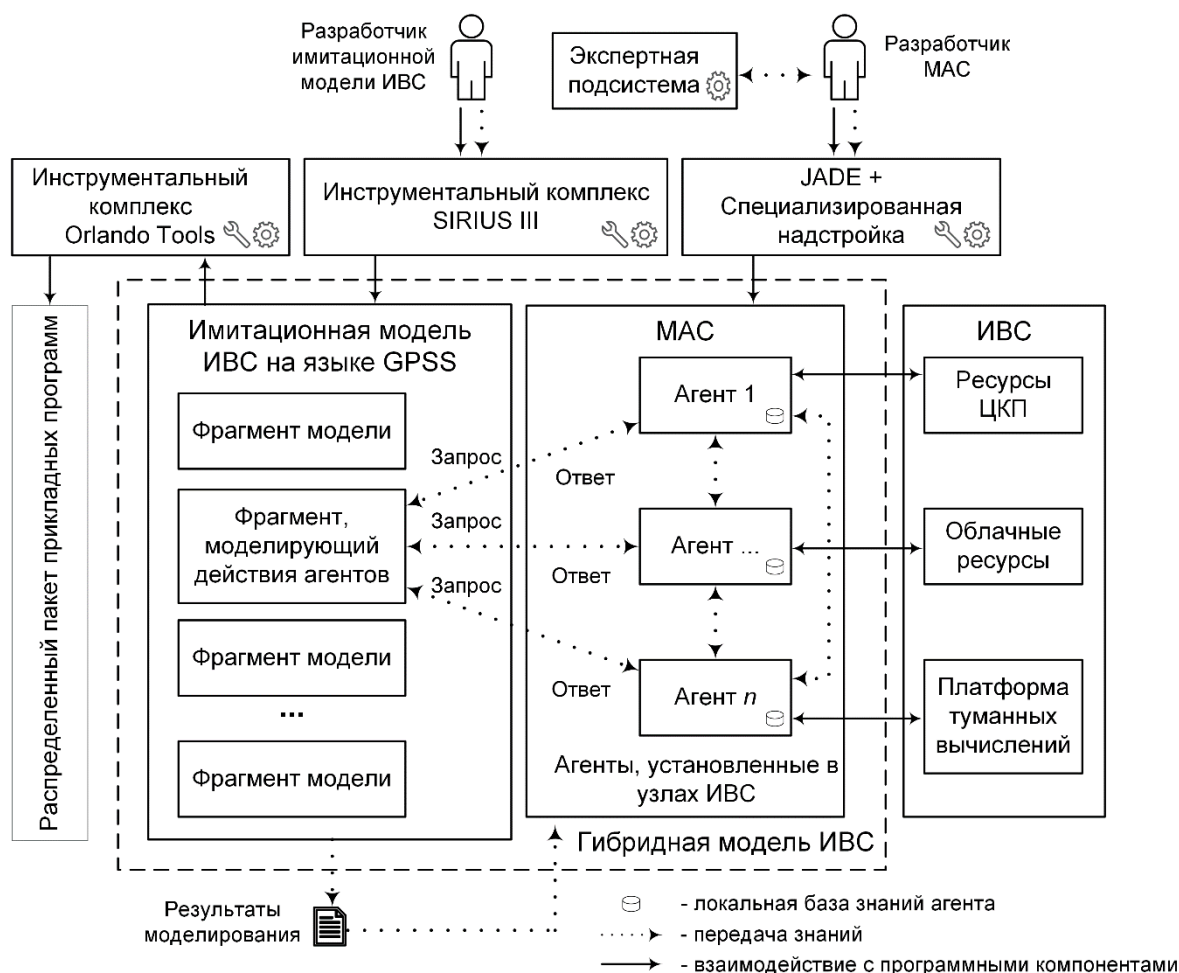 Разработчик
имитационной
модели ИВС
Экспертная
подсистема
Разработчик
МАС
Инструментальный
комплекс
Orlando Tools
Инструментальный комплекс
SIRIUS III
JADE +
Специализированная
надстройка
Распределенный пакет прикладных программ
Имитационная модель
ИВС на языке GPSS
Фрагмент модели
Фрагмент,
моделирующий
действия агентов
Фрагмент модели
...
Фрагмент модели
Запрос
Ответ
Запрос
Ответ
Запрос
Ответ
МАС
Агент 1
Агент ...
Агент n
Агенты, установленные в
узлах ИВС
ИВС
Ресурсы
ЦКП
Облачные
ресурсы
Платформа
туманных
вычислений
Гибридная модель ИВС
Результаты
моделирования
- локальная база знаний агента
- передача знаний
- взаимодействие с программными компонентами